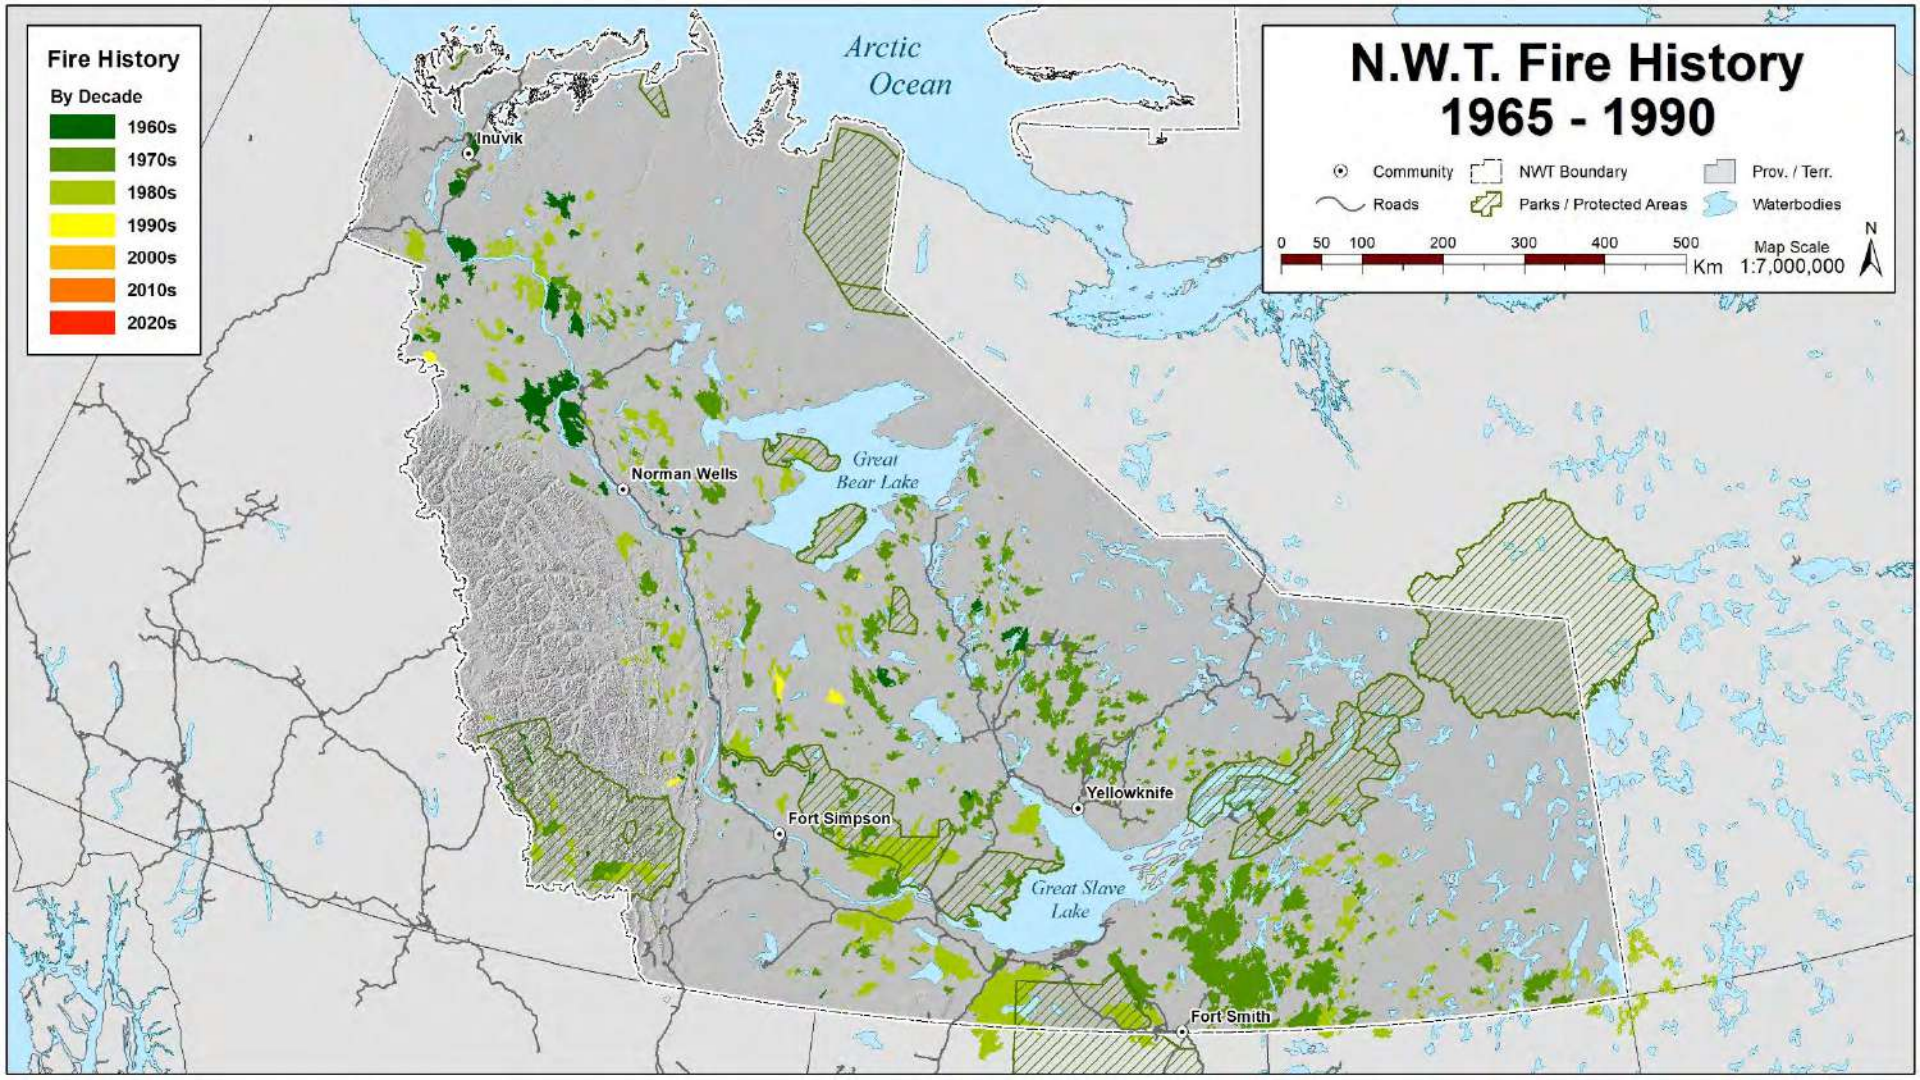 Fire History
By Decade
1960s
1970s
1980s
1990s
2000s
2010s
2020s
N.W.T. Fire History
1965 - 1990
Community
NWT Boundary
Prov. / Terr.
Roads
Parks / Protected Areas
Waterbodies
0 50 100 200 300 400 500
Km
Map Scale
1:7,000,000
N
Arctic
Ocean
Inuvik
Great
Bear Lake
Norman Wells
Yellowknife
Fort Simpson
Great Slave
Lake
Fort Smith